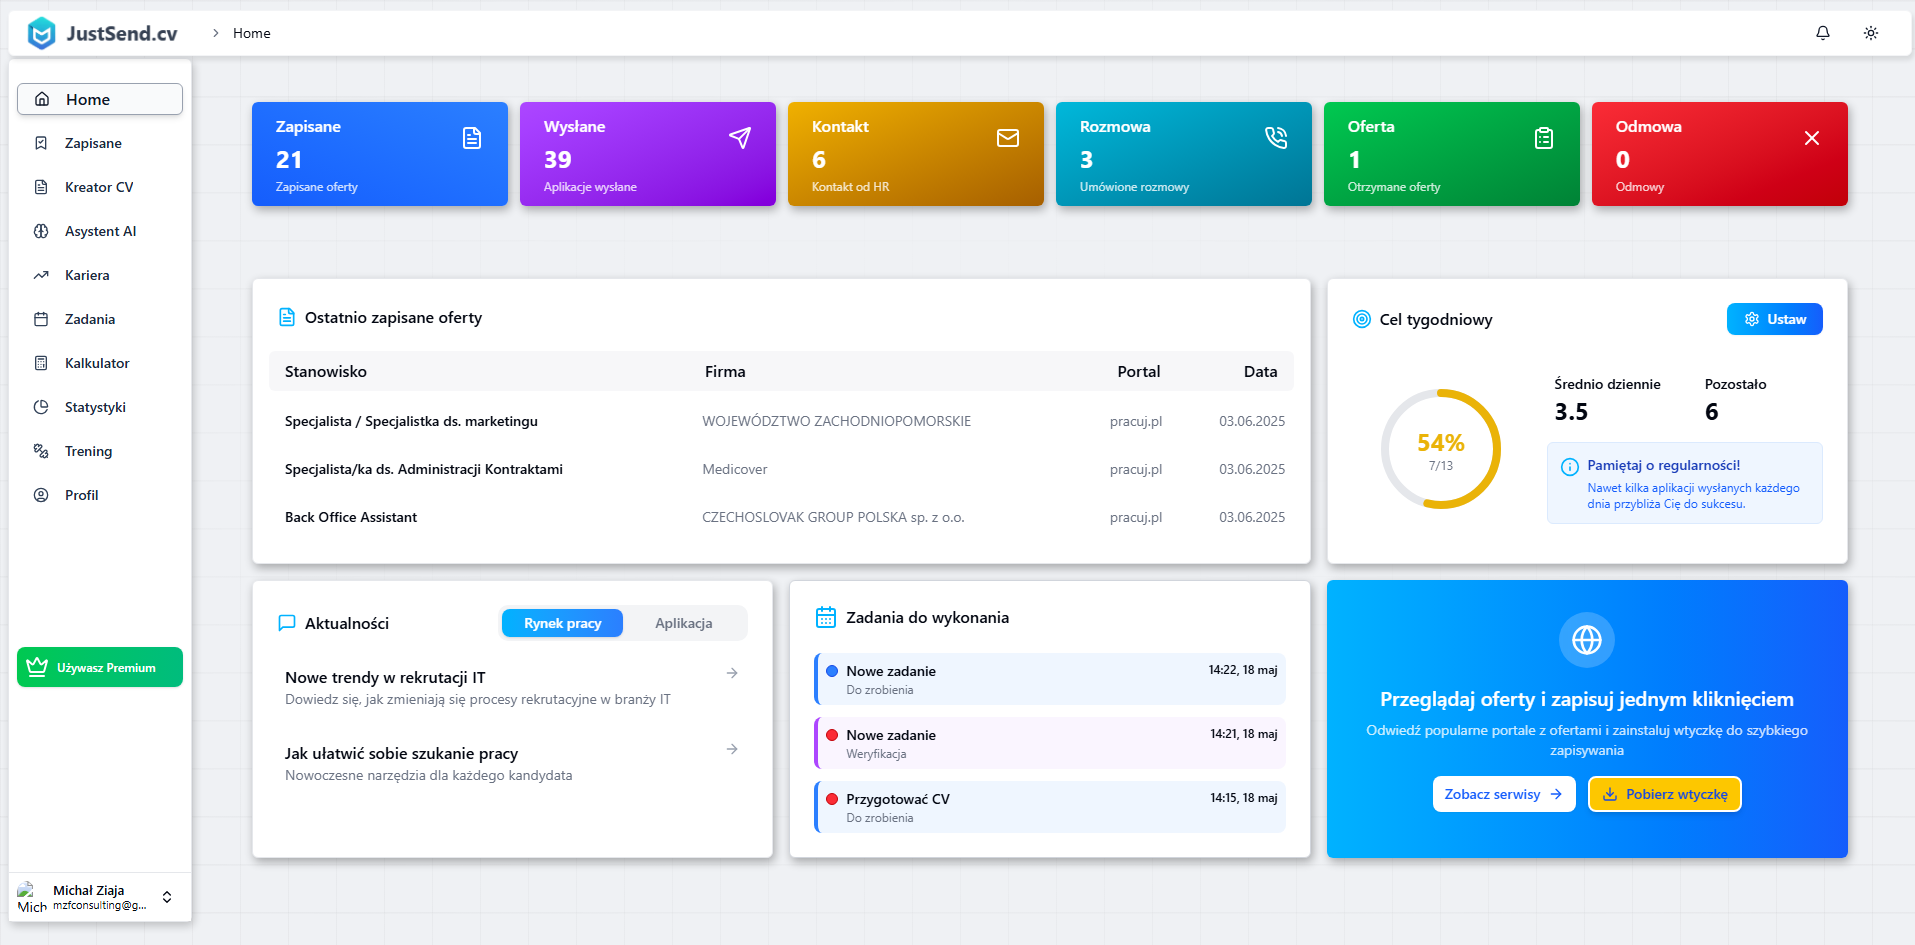 JustSend.cv
Home
Home
Zapisane
Kreator CV
Asystent AI
Kariera
Zadania
Kalkulator
Statystyki
Trening
Profil
Używasz Premium
Mich
Michał Ziaja
mzfconsulting@g...
Zapisane
21
Zapisane oferty
Wysłane
39
Aplikacje wysłane
Kontakt
6
Kontakt od HR
Rozmowa
3
Umówione rozmowy
Oferta
1
Otrzymane oferty
Odmowa
0
Odmowy
Ostatnio zapisane oferty
Stanowisko Firma Portal Data
Specjalista / Specjalistka ds. marketingu WOJEWÓDZTWO ZACHODNIOPOMORSKIE pracuj.pl 03.06.2025
Specjalista/ka ds. Administracji Kontraktami Medicover pracuj.pl 03.06.2025
Back Office Assistant CZECHOSLOVAK GROUP POLSKA sp. z o.o. pracuj.pl 03.06.2025
Cel tygodniowy
Ustaw
54%
7/13
Średnio dziennie
3.5
Pozostało
6
Pamiętaj o regularności!
Nawet kilka aplikacji wysłanych każdego
dnia przybliża Cię do sukcesu.
Aktualności
Rynek pracy
Aplikacja
Nowe trendy w rekrutacji IT
Dowiedz się, jak zmieniają się procesy rekrutacyjne w branży IT
Jak ułatwić sobie szukanie pracy
Nowoczesne narzędzia dla każdego kandydata
Zadania do wykonania
Nowe zadanie 14:22, 18 maj
Do zrobienia
Nowe zadanie 14:21, 18 maj
Weryfikacja
Przygotować CV 14:15, 18 maj
Do zrobienia
Przeglądaj oferty i zapisuj jednym kliknięciem
Odwiedź popularne portale z ofertami i zainstaluj wtyczkę do szybkiego
zapisywania
Zobacz serwisy
Pobierz wtyczkę